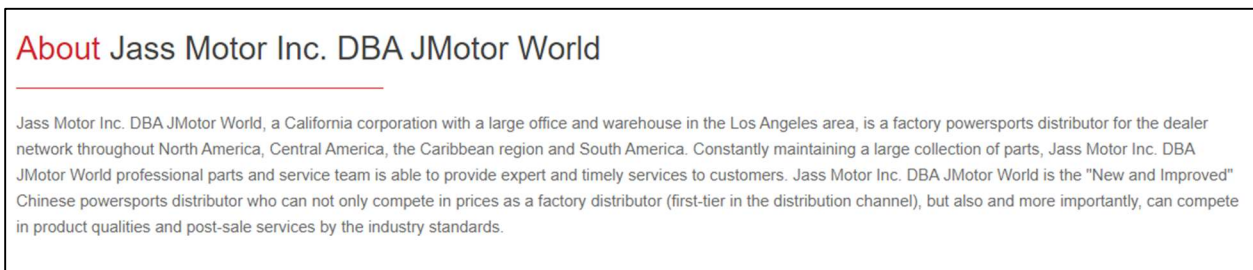 About Jass Motor Inc. DBA JMotor World
Jass Motor Inc. DBA JMotor World, a California corporation with a large office and warehouse in the Los Angeles area, is a factory powersports distributor for the dealer
network throughout North America, Central America, the Caribbean region and South America. Constantly maintaining a large collection of parts, Jass Motor Inc. DBA
JMotor World professional parts and service team is able to provide expert and timely services to customers. Jass Motor Inc. DBA JMotor World is the "New and Improved"
Chinese powersports distributor who can not only compete in prices as a factory distributor (first-tier in the distribution channel), but also and more importantly, can compete
in product qualities and post-sale services by the industry standards.